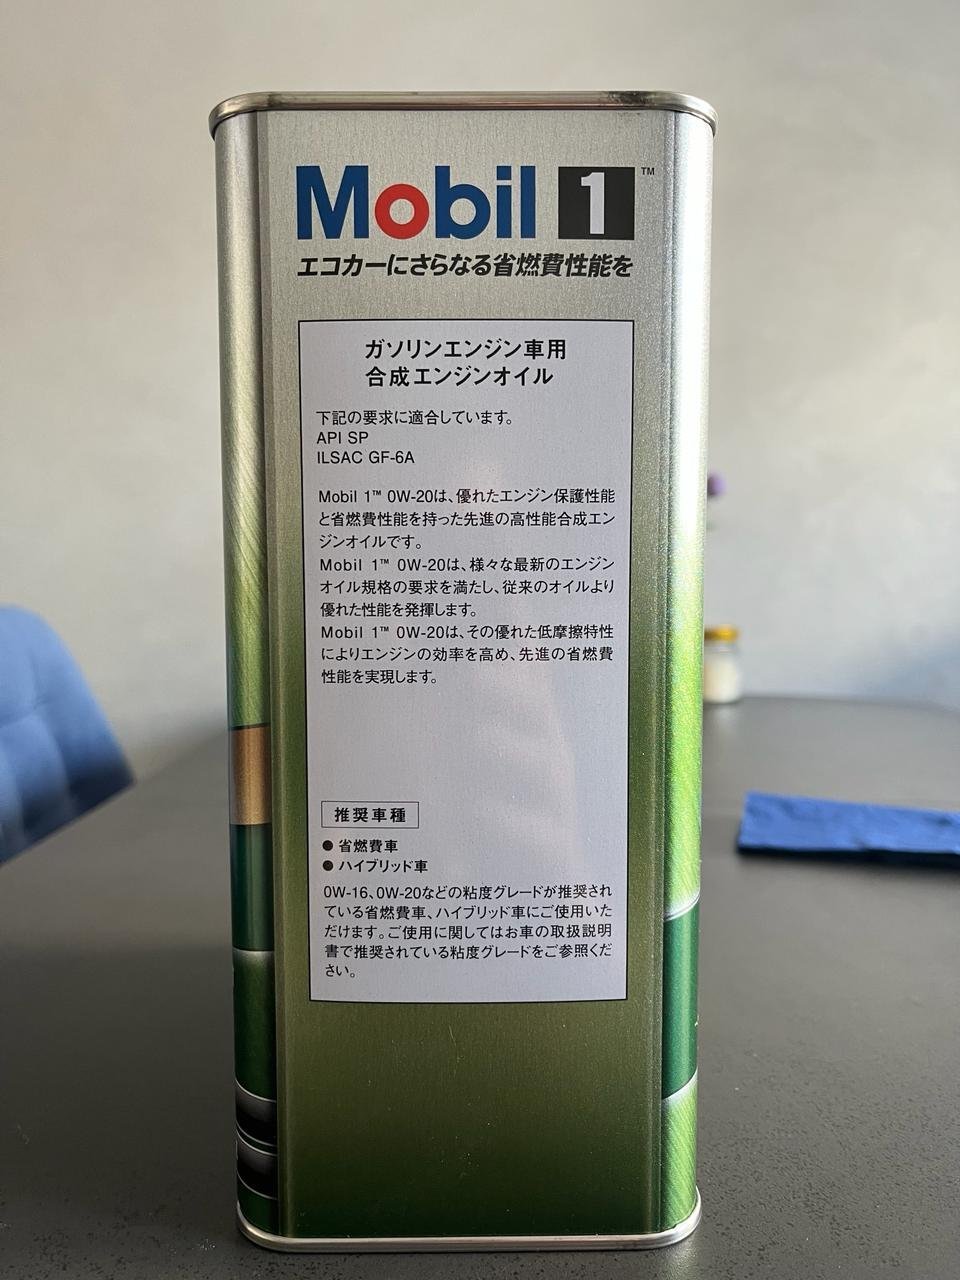 Mobil 1™
エコカーにさらなる省燃費性能を
ガソリンエンジン車用
合成エンジンオイル
下記の要求に適合しています。
API SP
ILSAC GF-6A
Mobil 1™ 0W-20は、優れたエンジン保護性能
と省燃費性能を持った先進の高性能合成エン
ジンオイルです。
Mobil 1™ 0W-20は、様々な最新のエンジン
オイル規格の要求を満たし、従来のオイルより
優れた性能を発揮します。
Mobil 1™ 0W-20は、その優れた低摩擦特性
によりエンジンの効率を高め、先進の省燃費
性能を実現します。
推奨車種
● 省燃費車
● ハイブリッド車
0W-16、0W-20などの粘度グレードが推奨され
ている省燃費車、ハイブリッド車にご使用いた
だけます。ご使用に関してはお車の取扱説明
書で推奨されている粘度グレードをご参照くだ
さい。